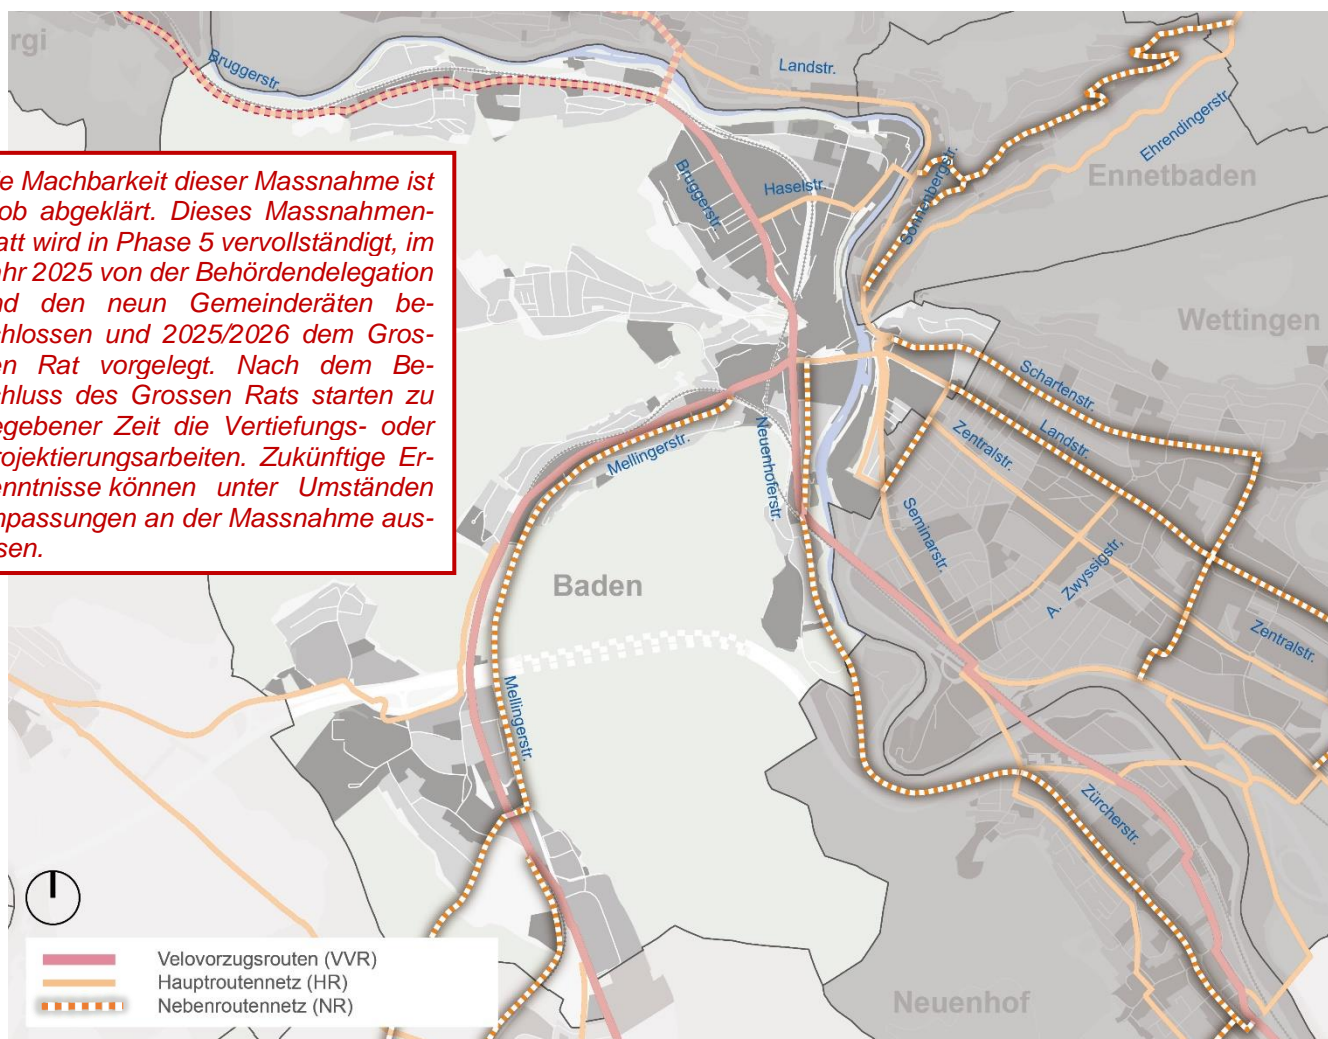 rgi
Bruggerstr.
Landstr.
Ehrendingerstr.
Ennetbaden
Bruggerstr.
Haselstr.
Sonnenbergstr.
e Machbarkeit dieser Massnahme ist
ob abgeklärt. Dieses Massnahmen-
att wird in Phase 5 vervollständigt, im
hr 2025 von der Behördendelegation
nd den neun Gemeinderäten be-
chlossen und 2025/2026 dem Gros-
en Rat vorgelegt. Nach dem Be-
chluss des Grossen Rats starten zu
egebener Zeit die Vertiefungs- oder
rojektierungsarbeiten. Zukünftige Er-
enntnisse können unter Umständen
npassungen an der Massnahme aus-
sen.
Wettingen
Schartenstr.
Landstr.
Zentralstr.
Mellingerstr.
Neuenhoferstr.
Seminarstr.
A. Zwyssigstr,
Baden
Zentralstr.
Mellingerstr.
Zürcherstr.
Velovorzugsrouten (VVR)
Hauptroutennetz (HR)
Nebenroutennetz (NR)
Neuenhof